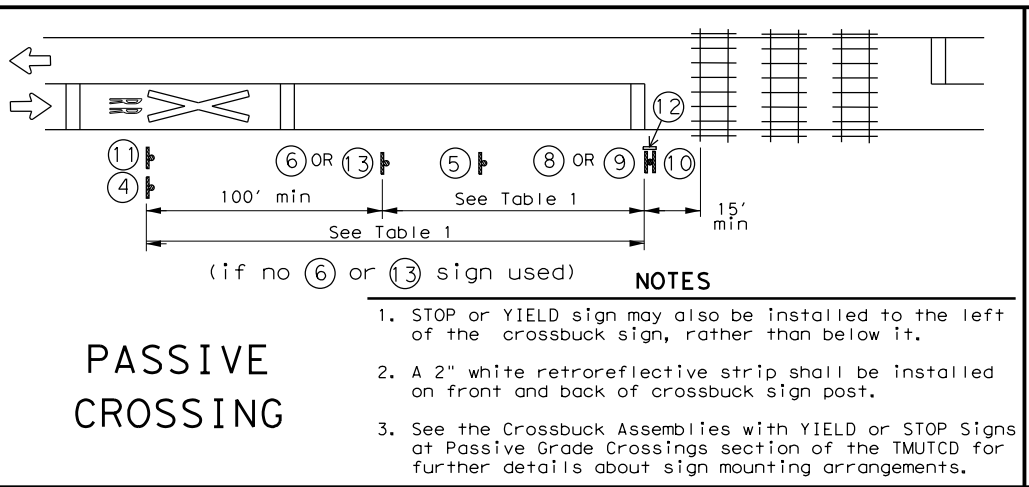 RR
12
11
6 OR 13
5
8 OR 9
10
4
100' min
See Table 1
15'
min
See Table 1
(if no 6 or 13 sign used)
NOTES
1. STOP or YIELD sign may also be installed to the left
of the crossbuck sign, rather than below it.
PASSIVE
CROSSING
2. A 2" white retroreflective strip shall be installed
on front and back of crossbuck sign post.
3. See the Crossbuck Assemblies with YIELD or STOP Signs
at Passive Grade Crossings section of the TMUTCD for
further details about sign mounting arrangements.